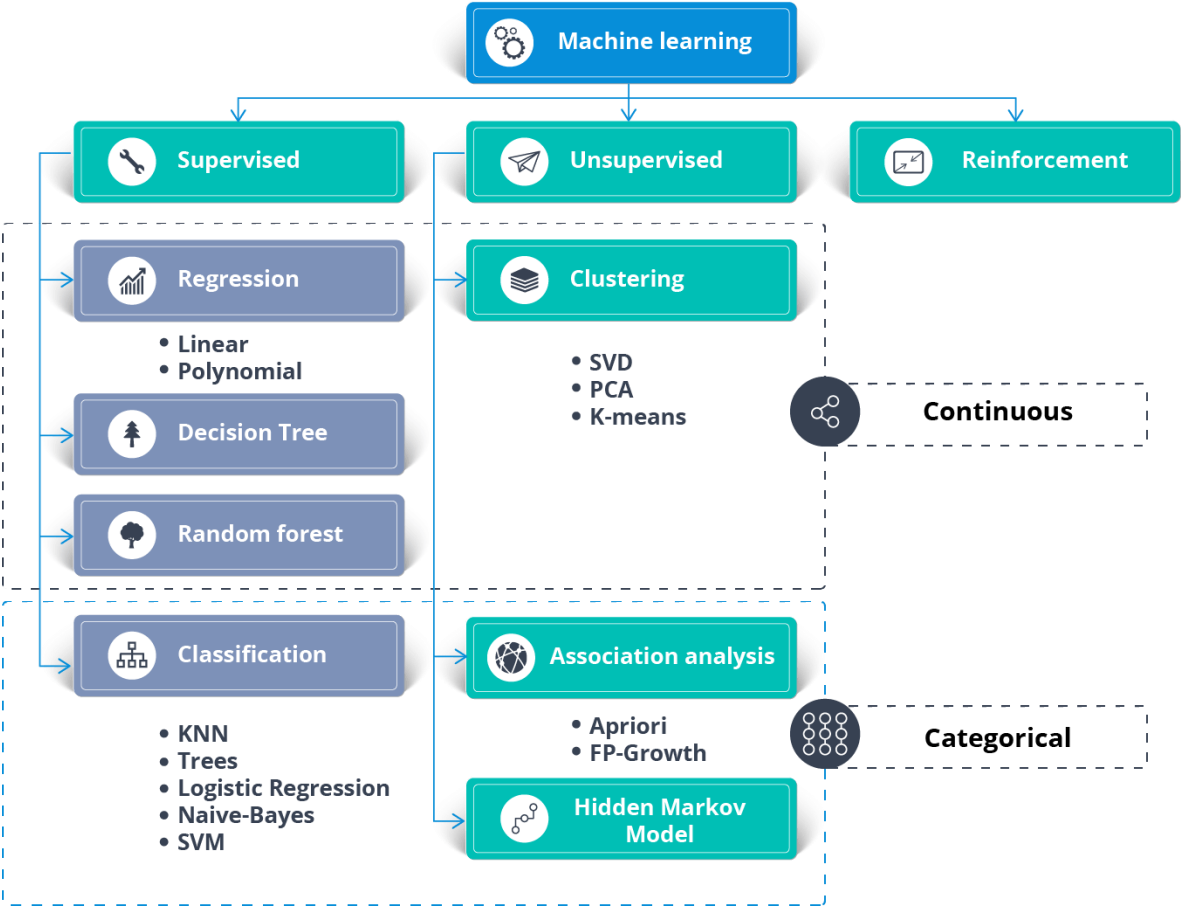 Machine learning
Supervised
Unsupervised
Reinforcement
Regression
• Linear
• Polynomial
Decision Tree
Random forest
Clustering
• SVD
• PCA
• K-means
Continuous
Classification
• KNN
• Trees
• Logistic Regression
• Naive-Bayes
• SVM
Association analysis
• Apriori
• FP-Growth
Hidden Markov
Model
Categorical